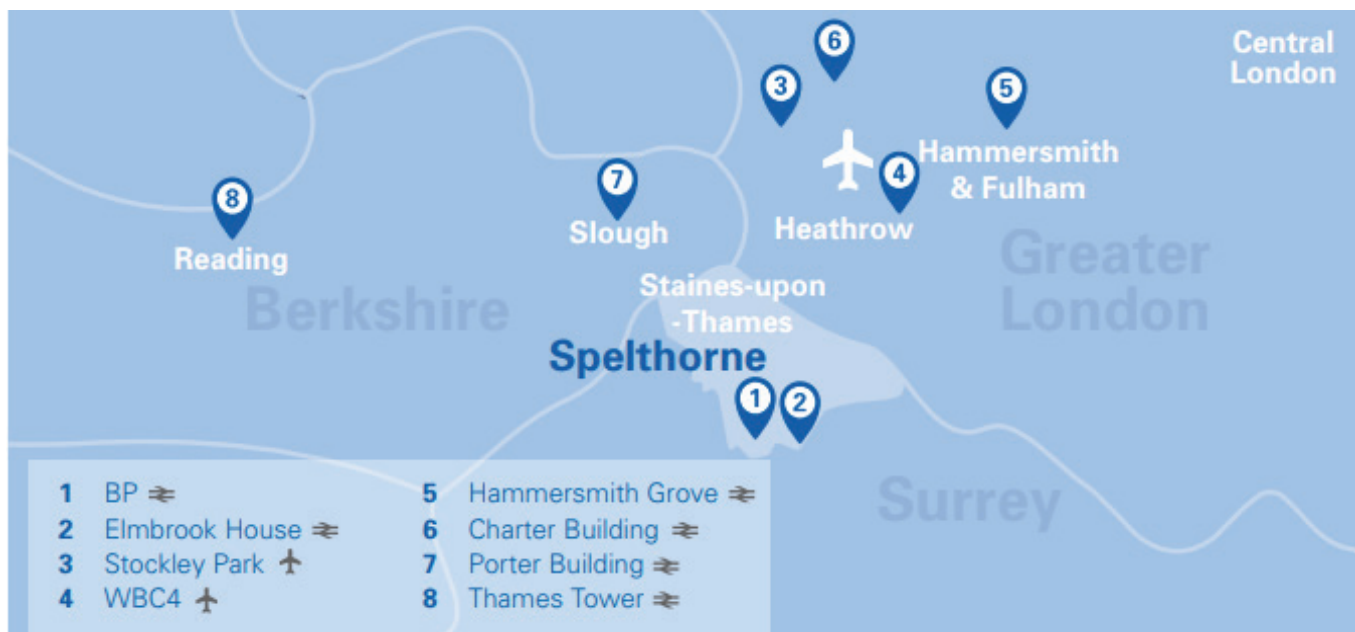 6
Central
London
3
5
Hammersmith
& Fulham
4
7
8
Slough
Heathrow
Reading
Greater
London
Berkshire
Staines-upon
-Thames
Spelthorne
1
2
Surrey
1 BP
2 Elmbrook House
3 Stockley Park
4 WBC4
5 Hammersmith Grove
6 Charter Building
7 Porter Building
8 Thames Tower